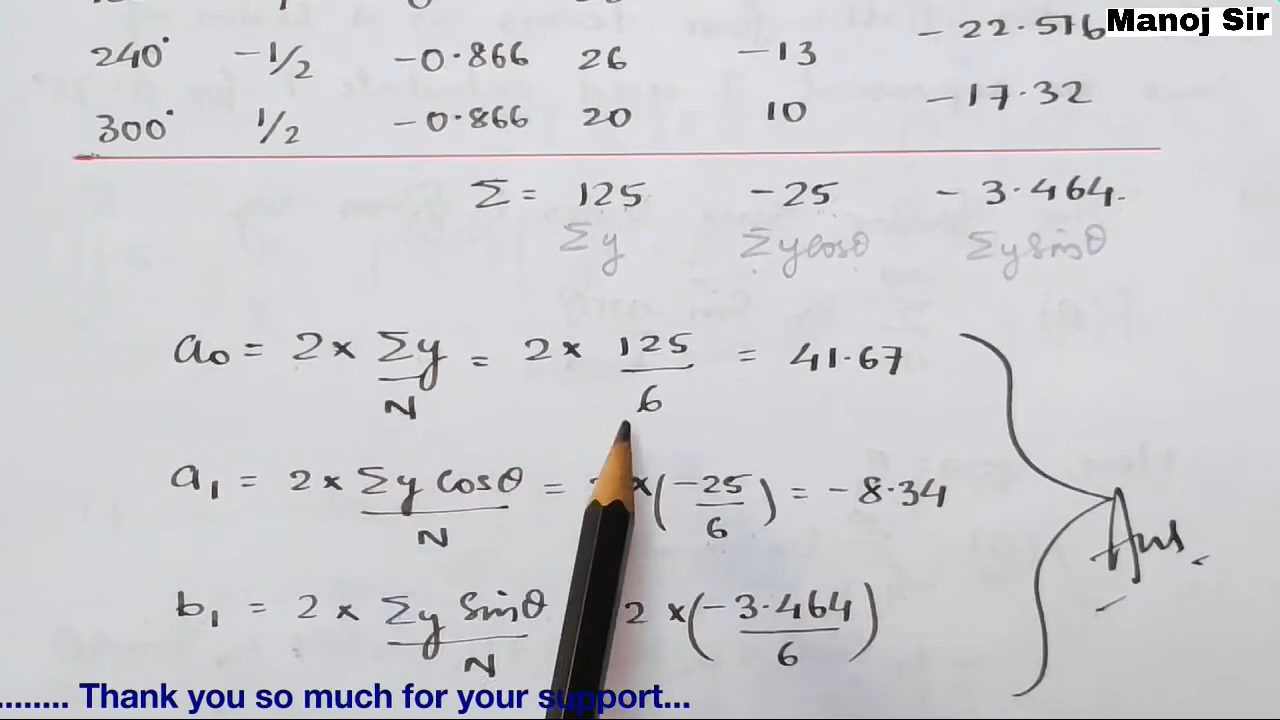 Manoj Sir
240° -1/2 -0.866 26 -13 -22.516
300° 1/2 -0.866 20 10 -17.32
Σ = 125 -25 -3.464.
Σy Σycosθ Σy Sinθ
a₀ = 2 × Σy/N = 2 × 125/6 = 41.67
a₁ = 2 × Σy Cosθ/N = × (-25/6) = -8.34
Ans.
b₁ = 2 × Σy Sinθ/N 2 × (-3.464/6)
........ Thank you so much for your support...